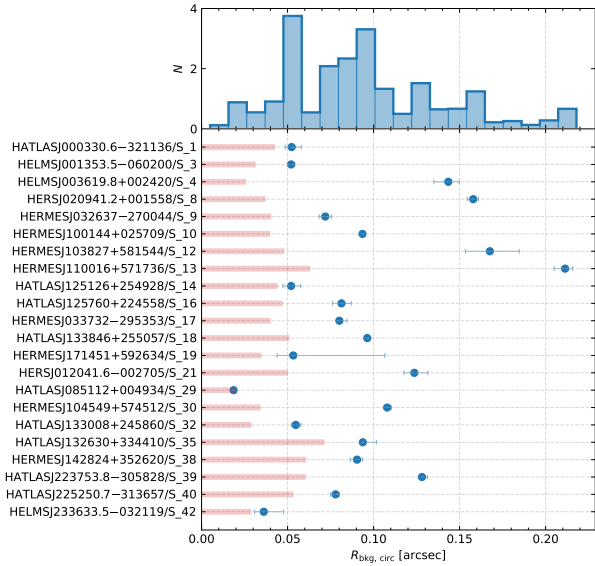 4
2
0
N
HATLASJ000330.6−321136/S_1
HELMSJ001353.5−060200/S_3
HELMSJ003619.8+002420/S_4
HERSJ020941.2+001558/S_8
HERMESJ032637−270044/S_9
HERMESJ100144+025709/S_10
HERMESJ103827+581544/S_12
HERMESJ110016+571736/S_13
HATLASJ125126+254928/S_14
HATLAS125760+224558/S_16
HERMESJ033732−295353/S_17
HATLASJ133846+255057/S_18
HERMESJ171451+592634/S_19
HERSJ012041.6−002705/S_21
HATLASJ085112+004934/S_29
HERMESJ104549+574512/S_30
HATLASJ133008+245860/S_32
HATLASJ132630+334410/S_35
HERMESJ142824+352620/S_38
HATLASJ223753.8−305828/S_39
HATLASJ225250.7−313657/S_40
HELMSJ233633.5−032119/S_42
0.00 0.05 0.10 0.15 0.20
R_bkg, circ [arcsec]